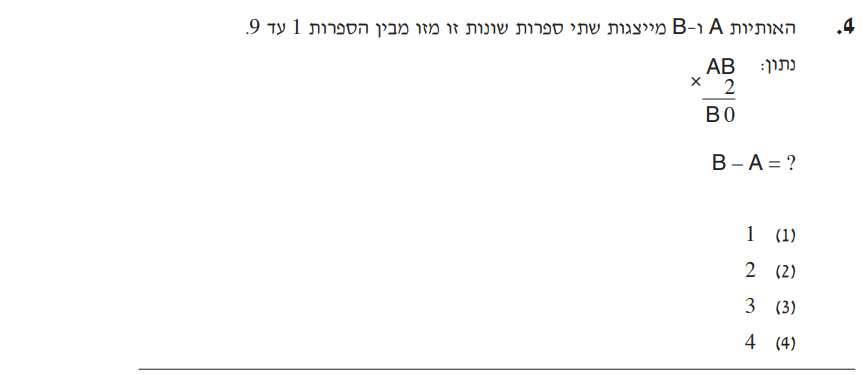 4. האותיות A ו-B מייצגות שתי ספרות שונות זו מזו מבין הספרות 1 עד 9.
נתון: AB
× 2
B 0
B – A = ?
(1) 1
(2) 2
(3) 3
(4) 4